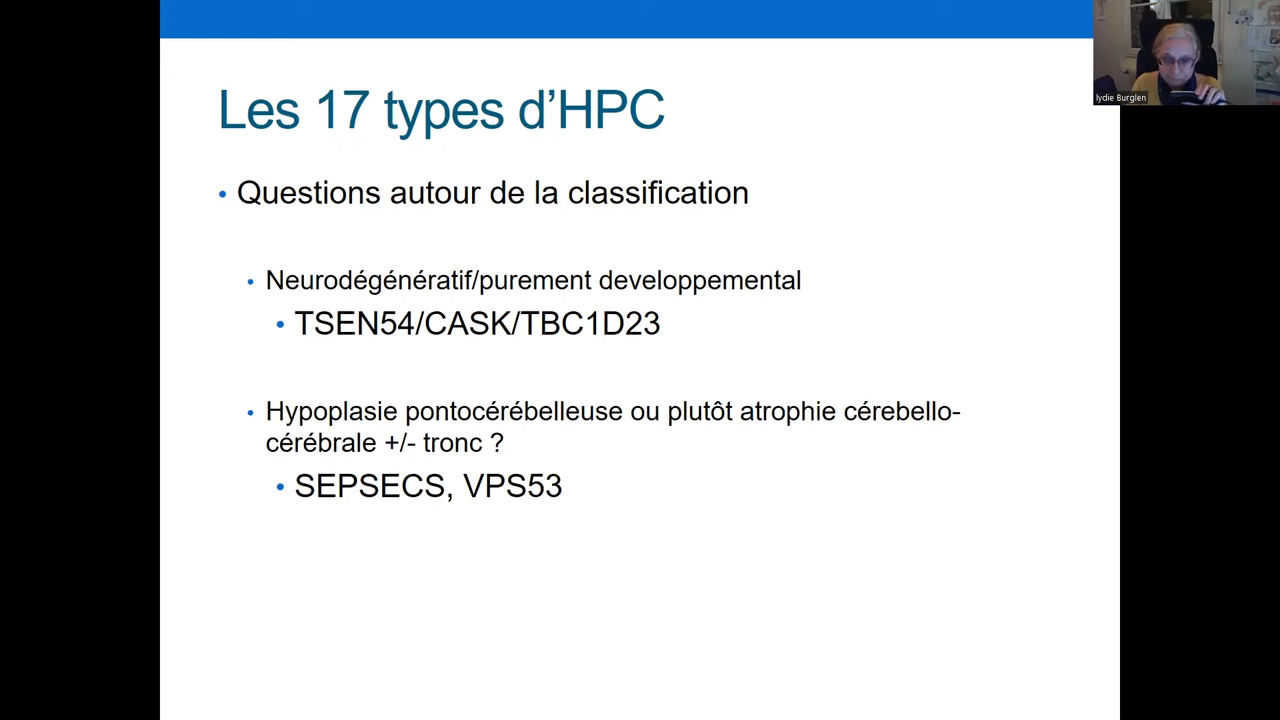 lydie Burglen
Les 17 types d’HPC
• Questions autour de la classification
• Neurodégénératif/purement developpemental
• TSEN54/CASK/TBC1D23
• Hypoplasie pontocérébelleuse ou plutôt atrophie cérebello-
cérébrale +/- tronc ?
• SEPSECS, VPS53